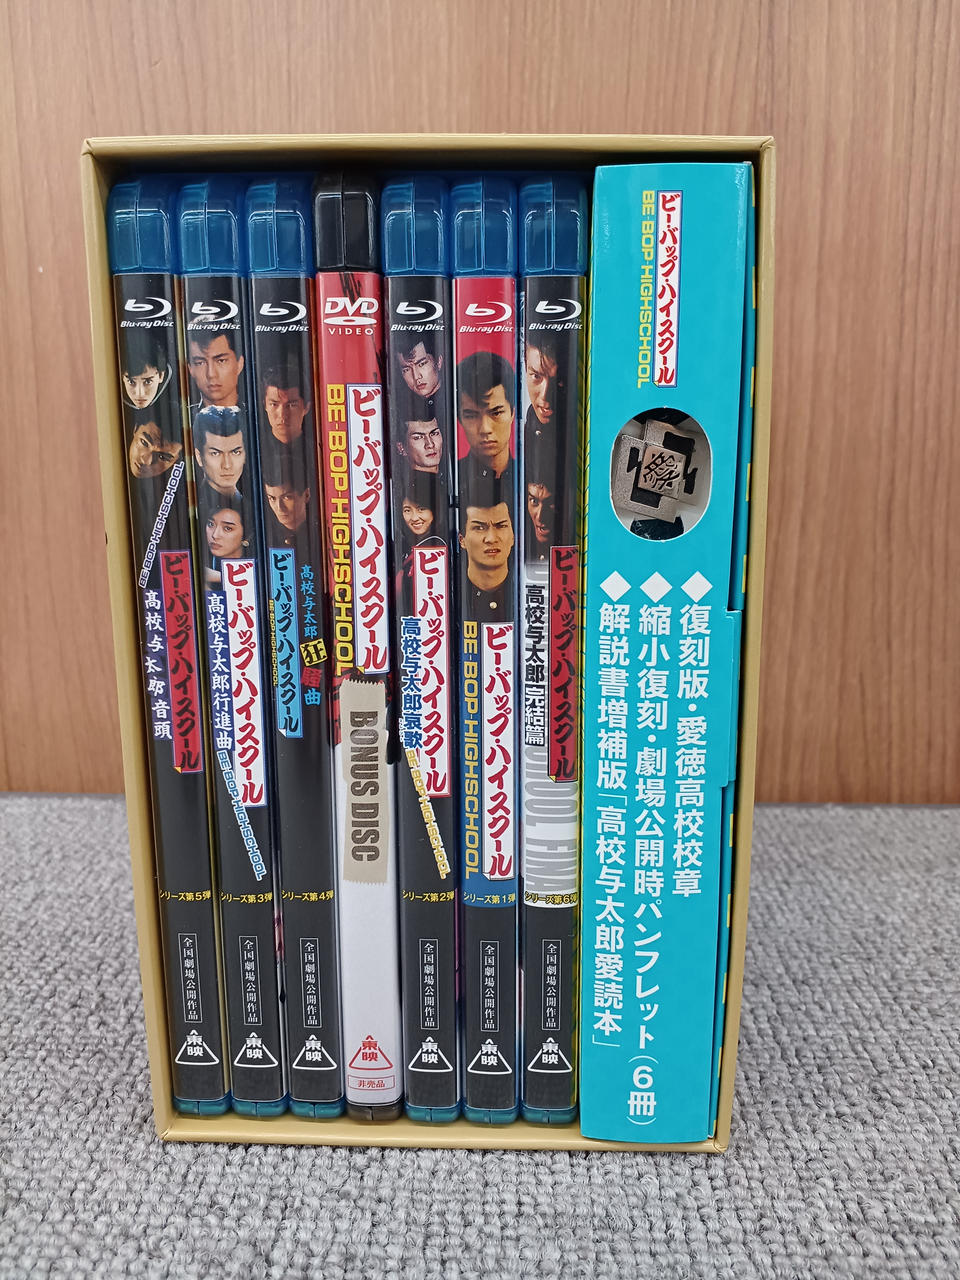 Blu-ray Disc
BE-BOP HIGHSCHOOL
ビー・バップ・ハイスクール
高校与太郎音頭
シリーズ第5弾
全国劇場公開作品
東映
Blu-ray Disc
ビー・バップ・ハイスクール
高校与太郎行進曲
BE-BOP-HIGHSCHOOL
シリーズ第3弾
全国劇場公開作品
東映
Blu-ray Disc
高校与太郎狂騒曲
ビー・バップ・ハイスクール
BE-BOP-HIGHSCHOOL
シリーズ第4弾
全国劇場公開作品
東映
DVD
VIDEO
ビー・バップ・ハイスクール
BE-BOP-HIGHSCHOOL
BONUS DISC
東映
非売品
Blu-ray Disc
ビー・バップ・ハイスクール
高校与太郎哀歌
BE-BOP-HIGHSCHOOL
シリーズ第2弾
全国劇場公開作品
東映
Blu-ray Disc
ビー・バップ・ハイスクール
BE-BOP-HIGHSCHOOL
シリーズ第1弾
全国劇場公開作品
東映
Blu-ray Disc
ビー・バップ・ハイスクール
高校与太郎完結篇
シリーズ第6弾
全国劇場公開作品
東映
ビー・バップ・ハイスクール
BE-BOP-HIGHSCHOOL
◆復刻版・愛徳高校校章
◆縮小復刻・劇場公開時パンフレット(6冊)
◆解説書増補版「高校与太郎愛読本」